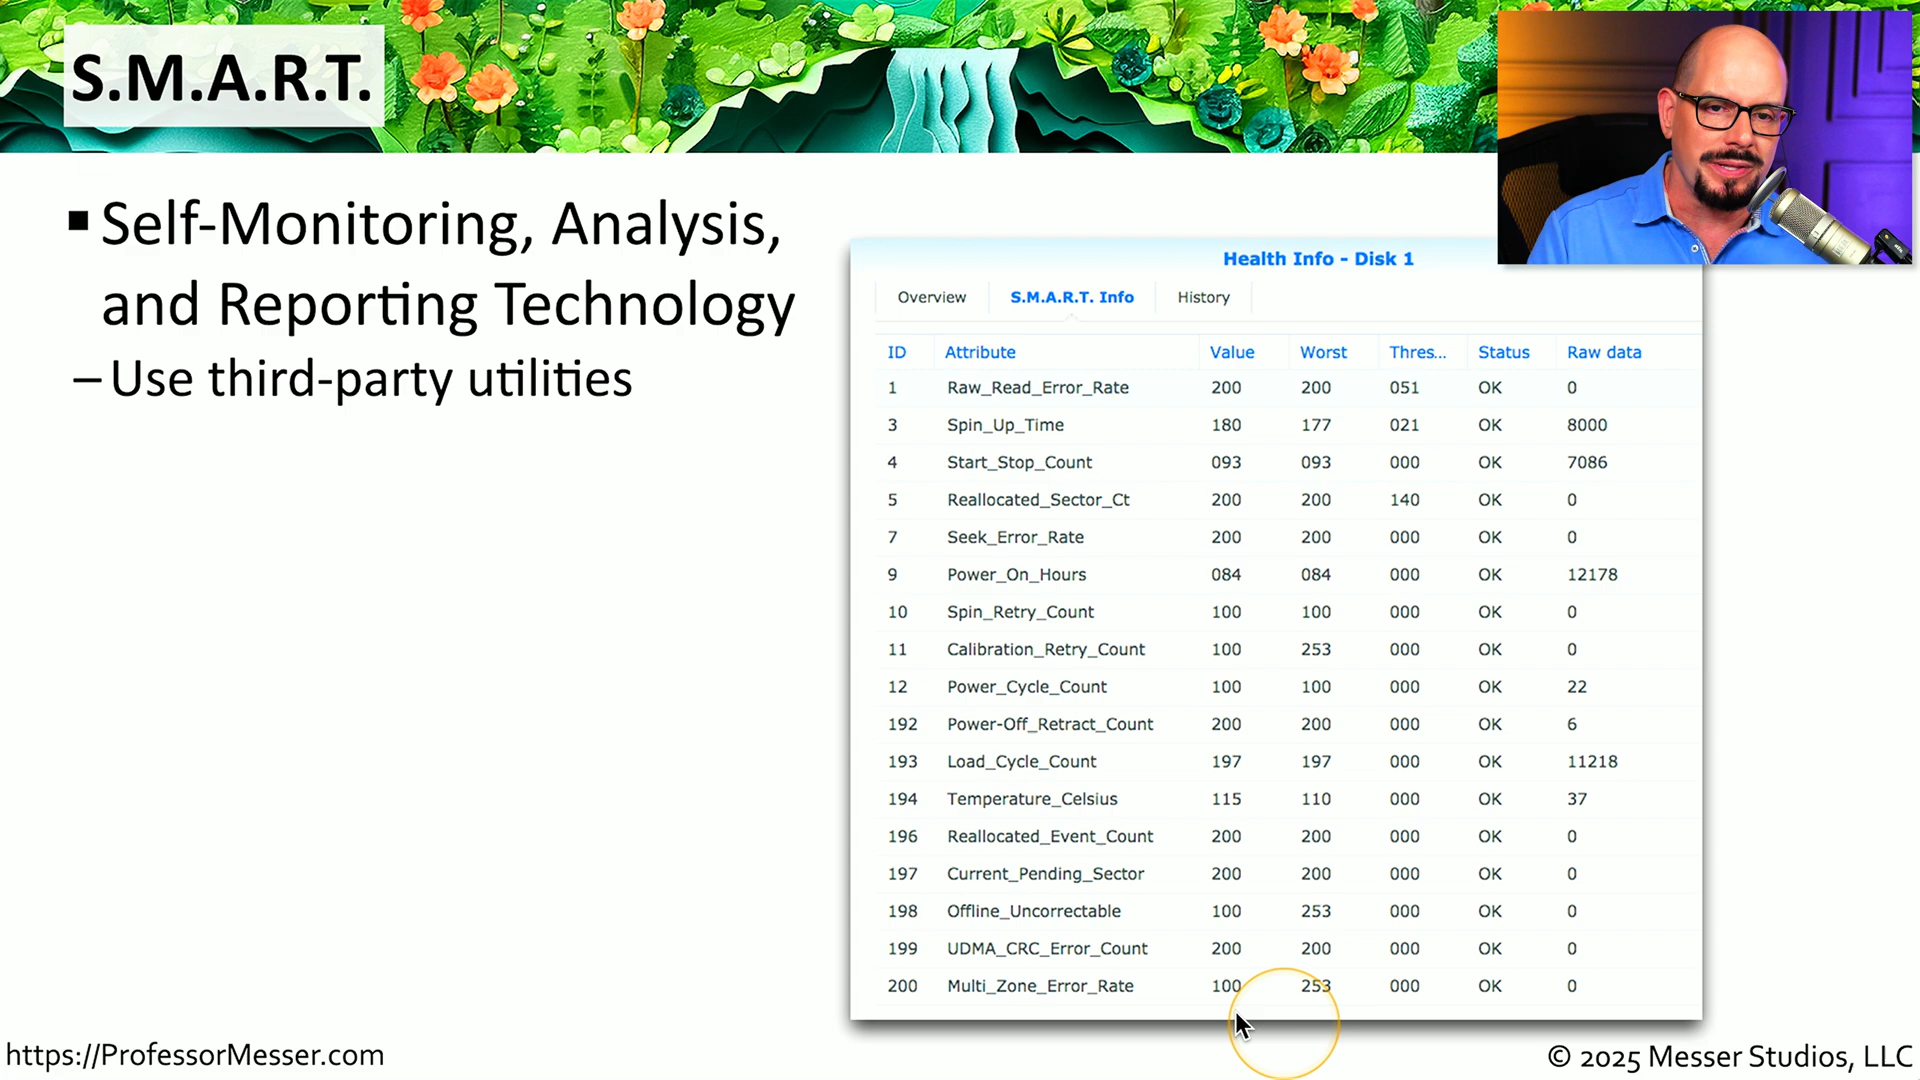 S.M.A.R.T.
▪ Self-Monitoring, Analysis,
and Reporting Technology
– Use third-party utilities
Health Info - Disk 1
Overview S.M.A.R.T. Info History
ID Attribute Value Worst Thres... Status Raw data
1 Raw_Read_Error_Rate 200 200 051 OK 0
3 Spin_Up_Time 180 177 021 OK 8000
4 Start_Stop_Count 093 093 000 OK 7086
5 Reallocated_Sector_Ct 200 200 140 OK 0
7 Seek_Error_Rate 200 200 000 OK 0
9 Power_On_Hours 084 084 000 OK 12178
10 Spin_Retry_Count 100 100 000 OK 0
11 Calibration_Retry_Count 100 253 000 OK 0
12 Power_Cycle_Count 100 100 000 OK 22
192 Power-Off_Retract_Count 200 200 000 OK 6
193 Load_Cycle_Count 197 197 000 OK 11218
194 Temperature_Celsius 115 110 000 OK 37
196 Reallocated_Event_Count 200 200 000 OK 0
197 Current_Pending_Sector 200 200 000 OK 0
198 Offline_Uncorrectable 100 253 000 OK 0
199 UDMA_CRC_Error_Count 200 200 000 OK 0
200 Multi_Zone_Error_Rate 100 253 000 OK 0
https://ProfessorMesser.com
© 2025 Messer Studios, LLC